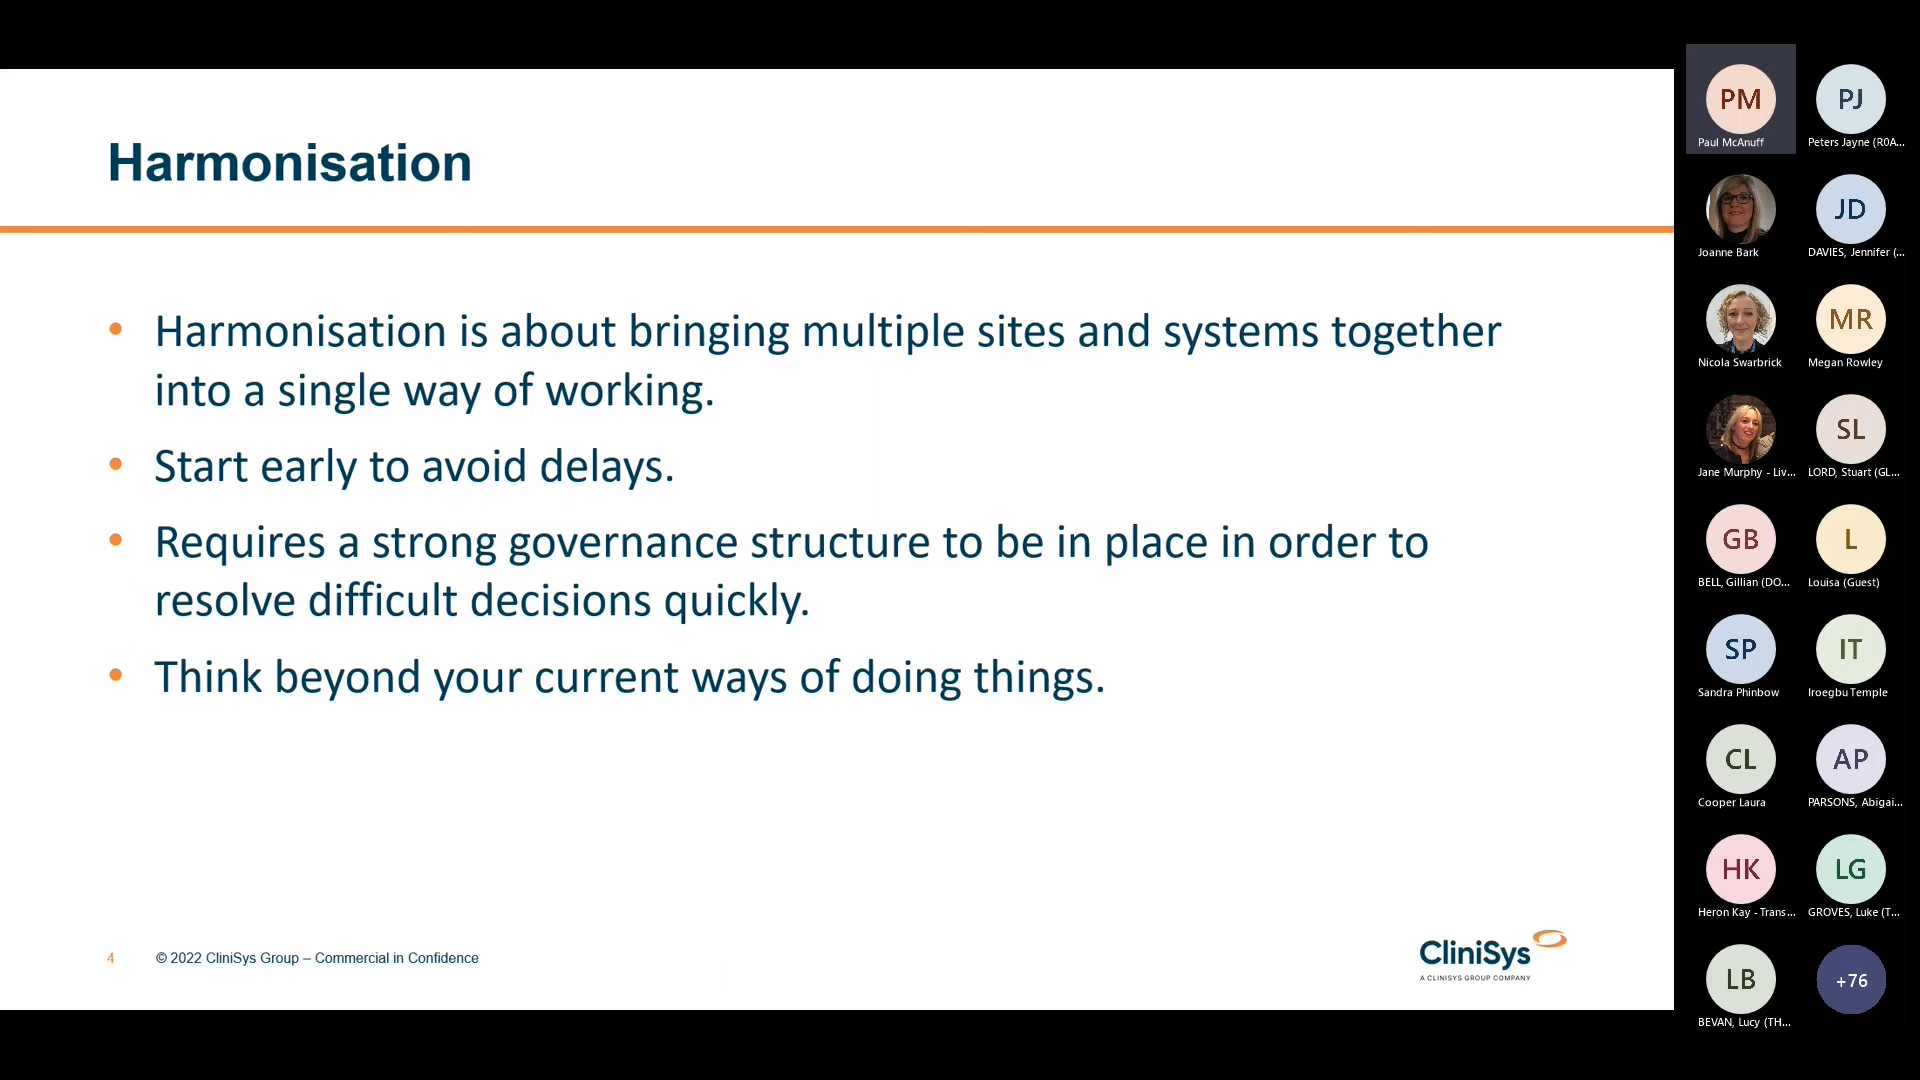 Harmonisation
• Harmonisation is about bringing multiple sites and systems together
into a single way of working.
• Start early to avoid delays.
• Requires a strong governance structure to be in place in order to
resolve difficult decisions quickly.
• Think beyond your current ways of doing things.
4 © 2022 CliniSys Group – Commercial in Confidence
CliniSys
A CLINISYS GROUP COMPANY
PM PJ
Paul McAnuff Peters Jayne (R0A...
JD
Joanne Bark DAVIES, Jennifer (...
MR
Nicola Swarbrick Megan Rowley
SL
Jane Murphy - Liv... LORD, Stuart (GL...
GB L
BELL, Gillian (DO... Louisa (Guest)
SP IT
Sandra Phinbow Iroegbu Temple
CL AP
Cooper Laura PARSONS, Abigai...
HK LG
Heron Kay - Trans... GROVES, Luke (T...
LB +76
BEVAN, Lucy (TH...